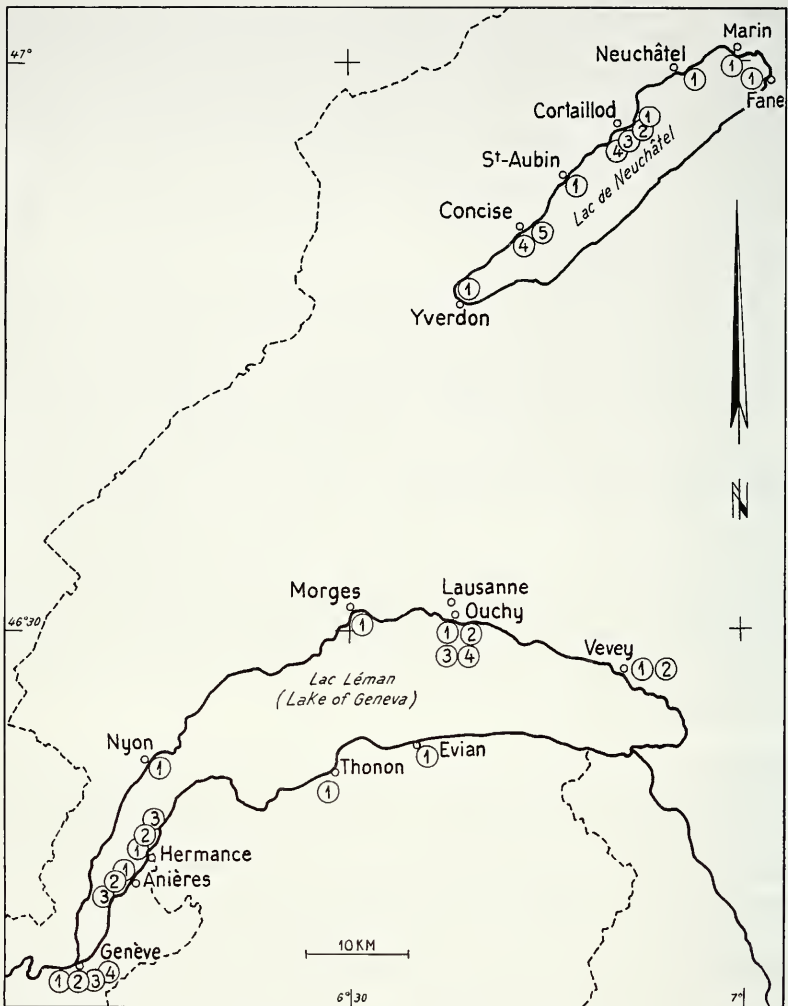 47°
Marin
Neuchâtel
1
1
1
Fane
Cortaillod
1
2
3
4
St-Aubin
1
Lac de Neuchâtel
Concise
4
5
1
Yverdon
N
46°30
Morges
1
Lausanne
Ouchy
1
2
3
4
Vevey
1
2
Lac Léman
(Lake of Geneva)
Nyon
1
Evian
1
Thonon
1
3
2
1
Hermance
1
2
3
Anières
Genève
1
2
3
4
10 KM
6°30
7°